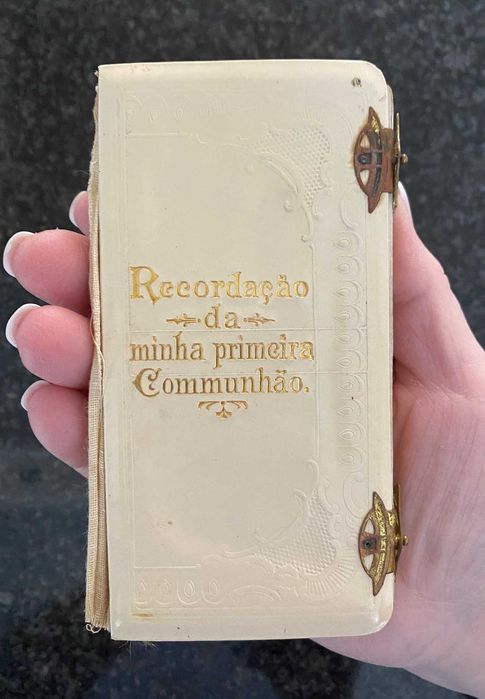 Recordação
da
minha primeira
Communhão.